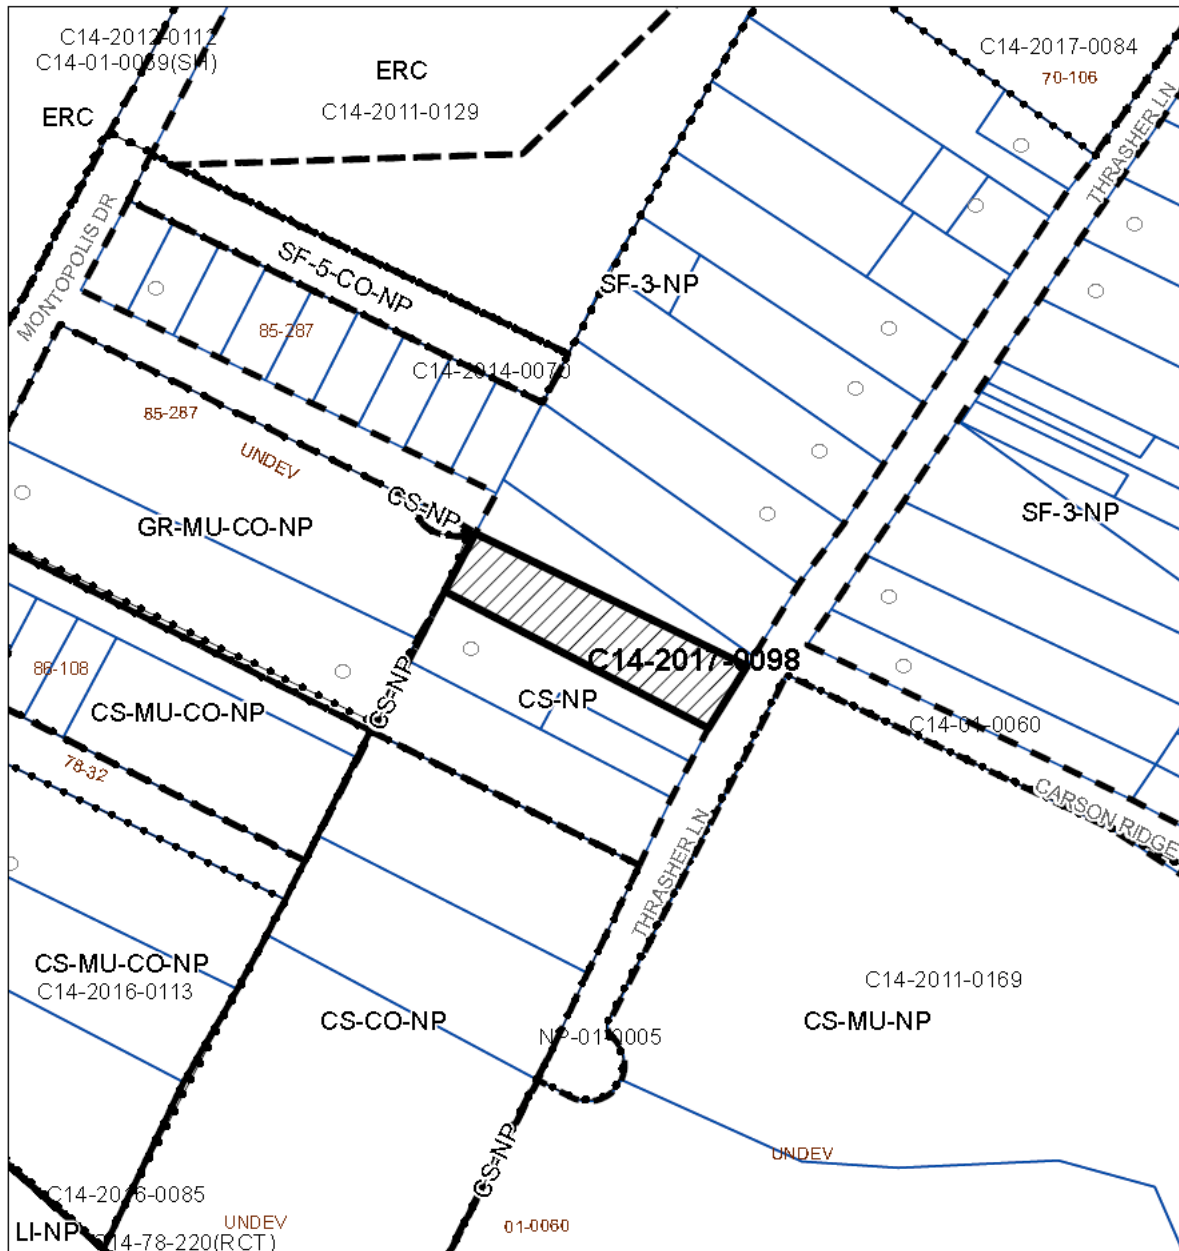 C14-2012-0112
C14-01-0059(SH)
ERC
ERC
C14-2011-0129
C14-2017-0084
70-106
THRASHER LN
MONTOPOLIS DR
SF-5-CO-NP
SF-3-NP
85-287
C14-2014-0070
85-287
UNDEV
CS-NP
GR-MU-CO-NP
SF-3-NP
C14-2017-0098
86-108
CS-MU-CO-NP
CS-NP
CS-NP
C14-01-0060
78-32
CARSON RIDGE
THRASHER LN
CS-MU-CO-NP
C14-2016-0113
CS-CO-NP
C14-2011-0169
CS-MU-NP
NP-01-0005
UNDEV
CS-NP
C14-2016-0085
UNDEV
01-0060
LI-NP
C14-78-220(RCT)